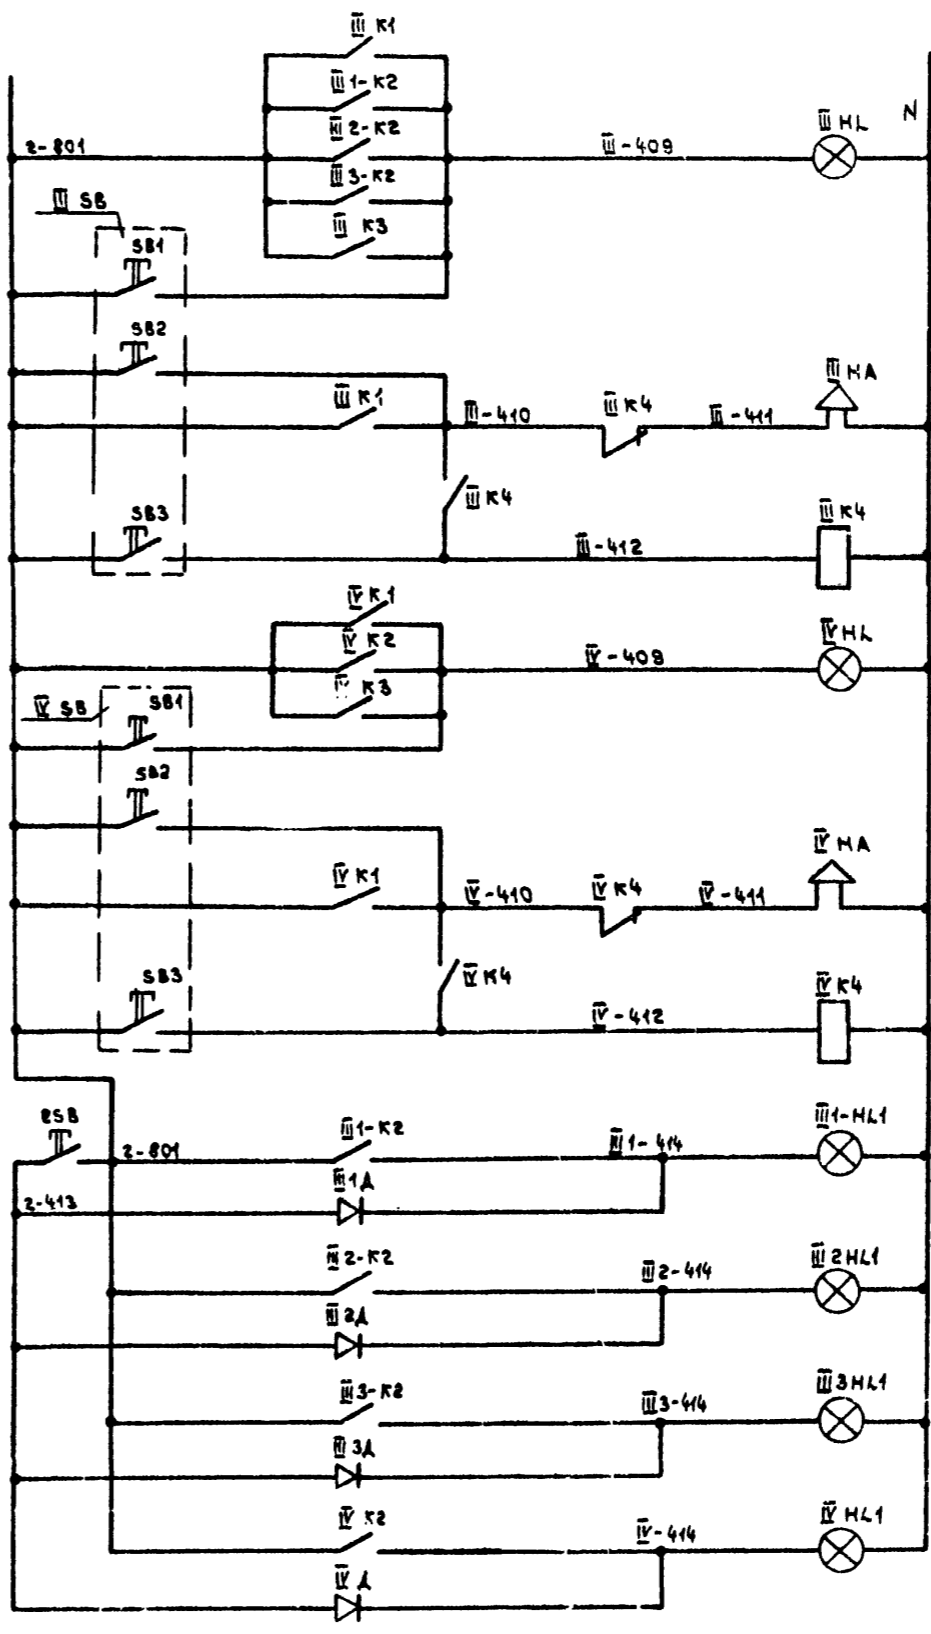 III K1
III 1-K2
III 2-K2
N
III HL
2-801
III-409
III 3-K2
III SB
III K3
SB1
SB2
III HA
III K1
III-410
III K4
III-411
III K4
SB3
III-412
III K4
IV K1
IV K2
IV-409
IV HL
IV K3
IV SB
SB1
SB2
IV HA
IV K1
IV-410
IV K4
IV-411
IV K4
SB3
IV-412
IV K4
2SB
III 1-K2
III 1-414
III 1-HL1
2-801
III 1Д
2-413
III 2-K2
III 2-414
III 2HL1
III 2Д
III 3-K2
III 3-414
III 3HL1
III 3Д
IV K2
IV-414
IV HL1
IV Д